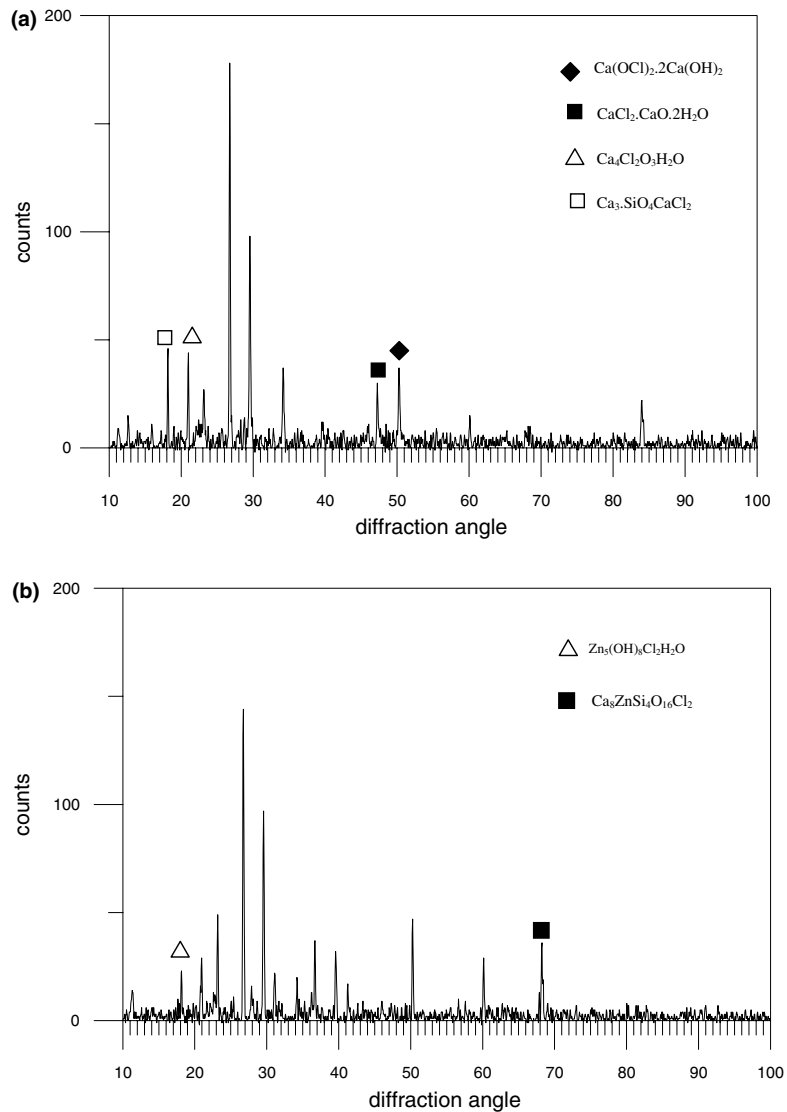 (a)
200
Ca(OCl)₂.2Ca(OH)₂
CaCl₂.CaO.2H₂O
Ca₄Cl₂O₃H₂O
Ca₃.SiO₄CaCl₂
100
counts
0
10 20 30 40 50 60 70 80 90 100
diffraction angle
(b)
200
Zn₅(OH)₈Cl₂H₂O
Ca₈ZnSi₄O₁₆Cl₂
100
counts
0
10 20 30 40 50 60 70 80 90 100
diffraction angle